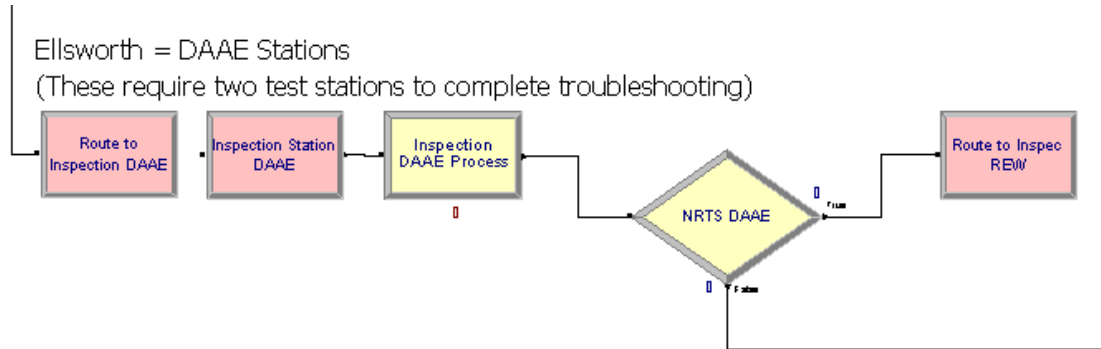 Ellsworth = DAAE Stations
(These require two test stations to complete troubleshooting)
Route to
Inspection DAAE
Inspection Station
DAAE
Inspection
DAAE Process
0
NRTS DAAE
0
True
0
False
Route to Inspec
REW